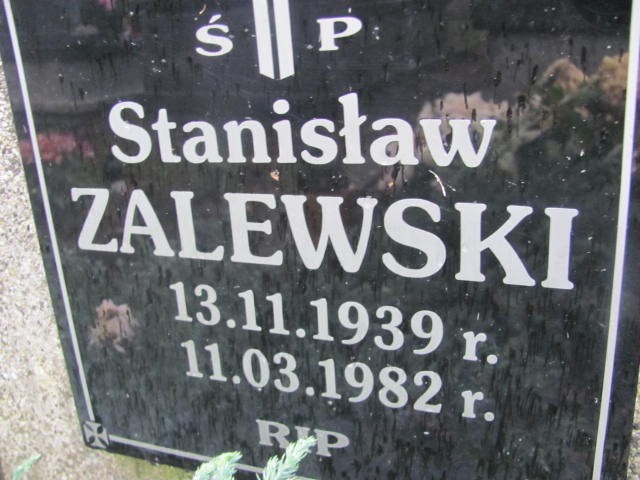 Ś P
Stanisław
ZALEWSKI
13.11.1939 r.
11.03.1982 r.
RIP